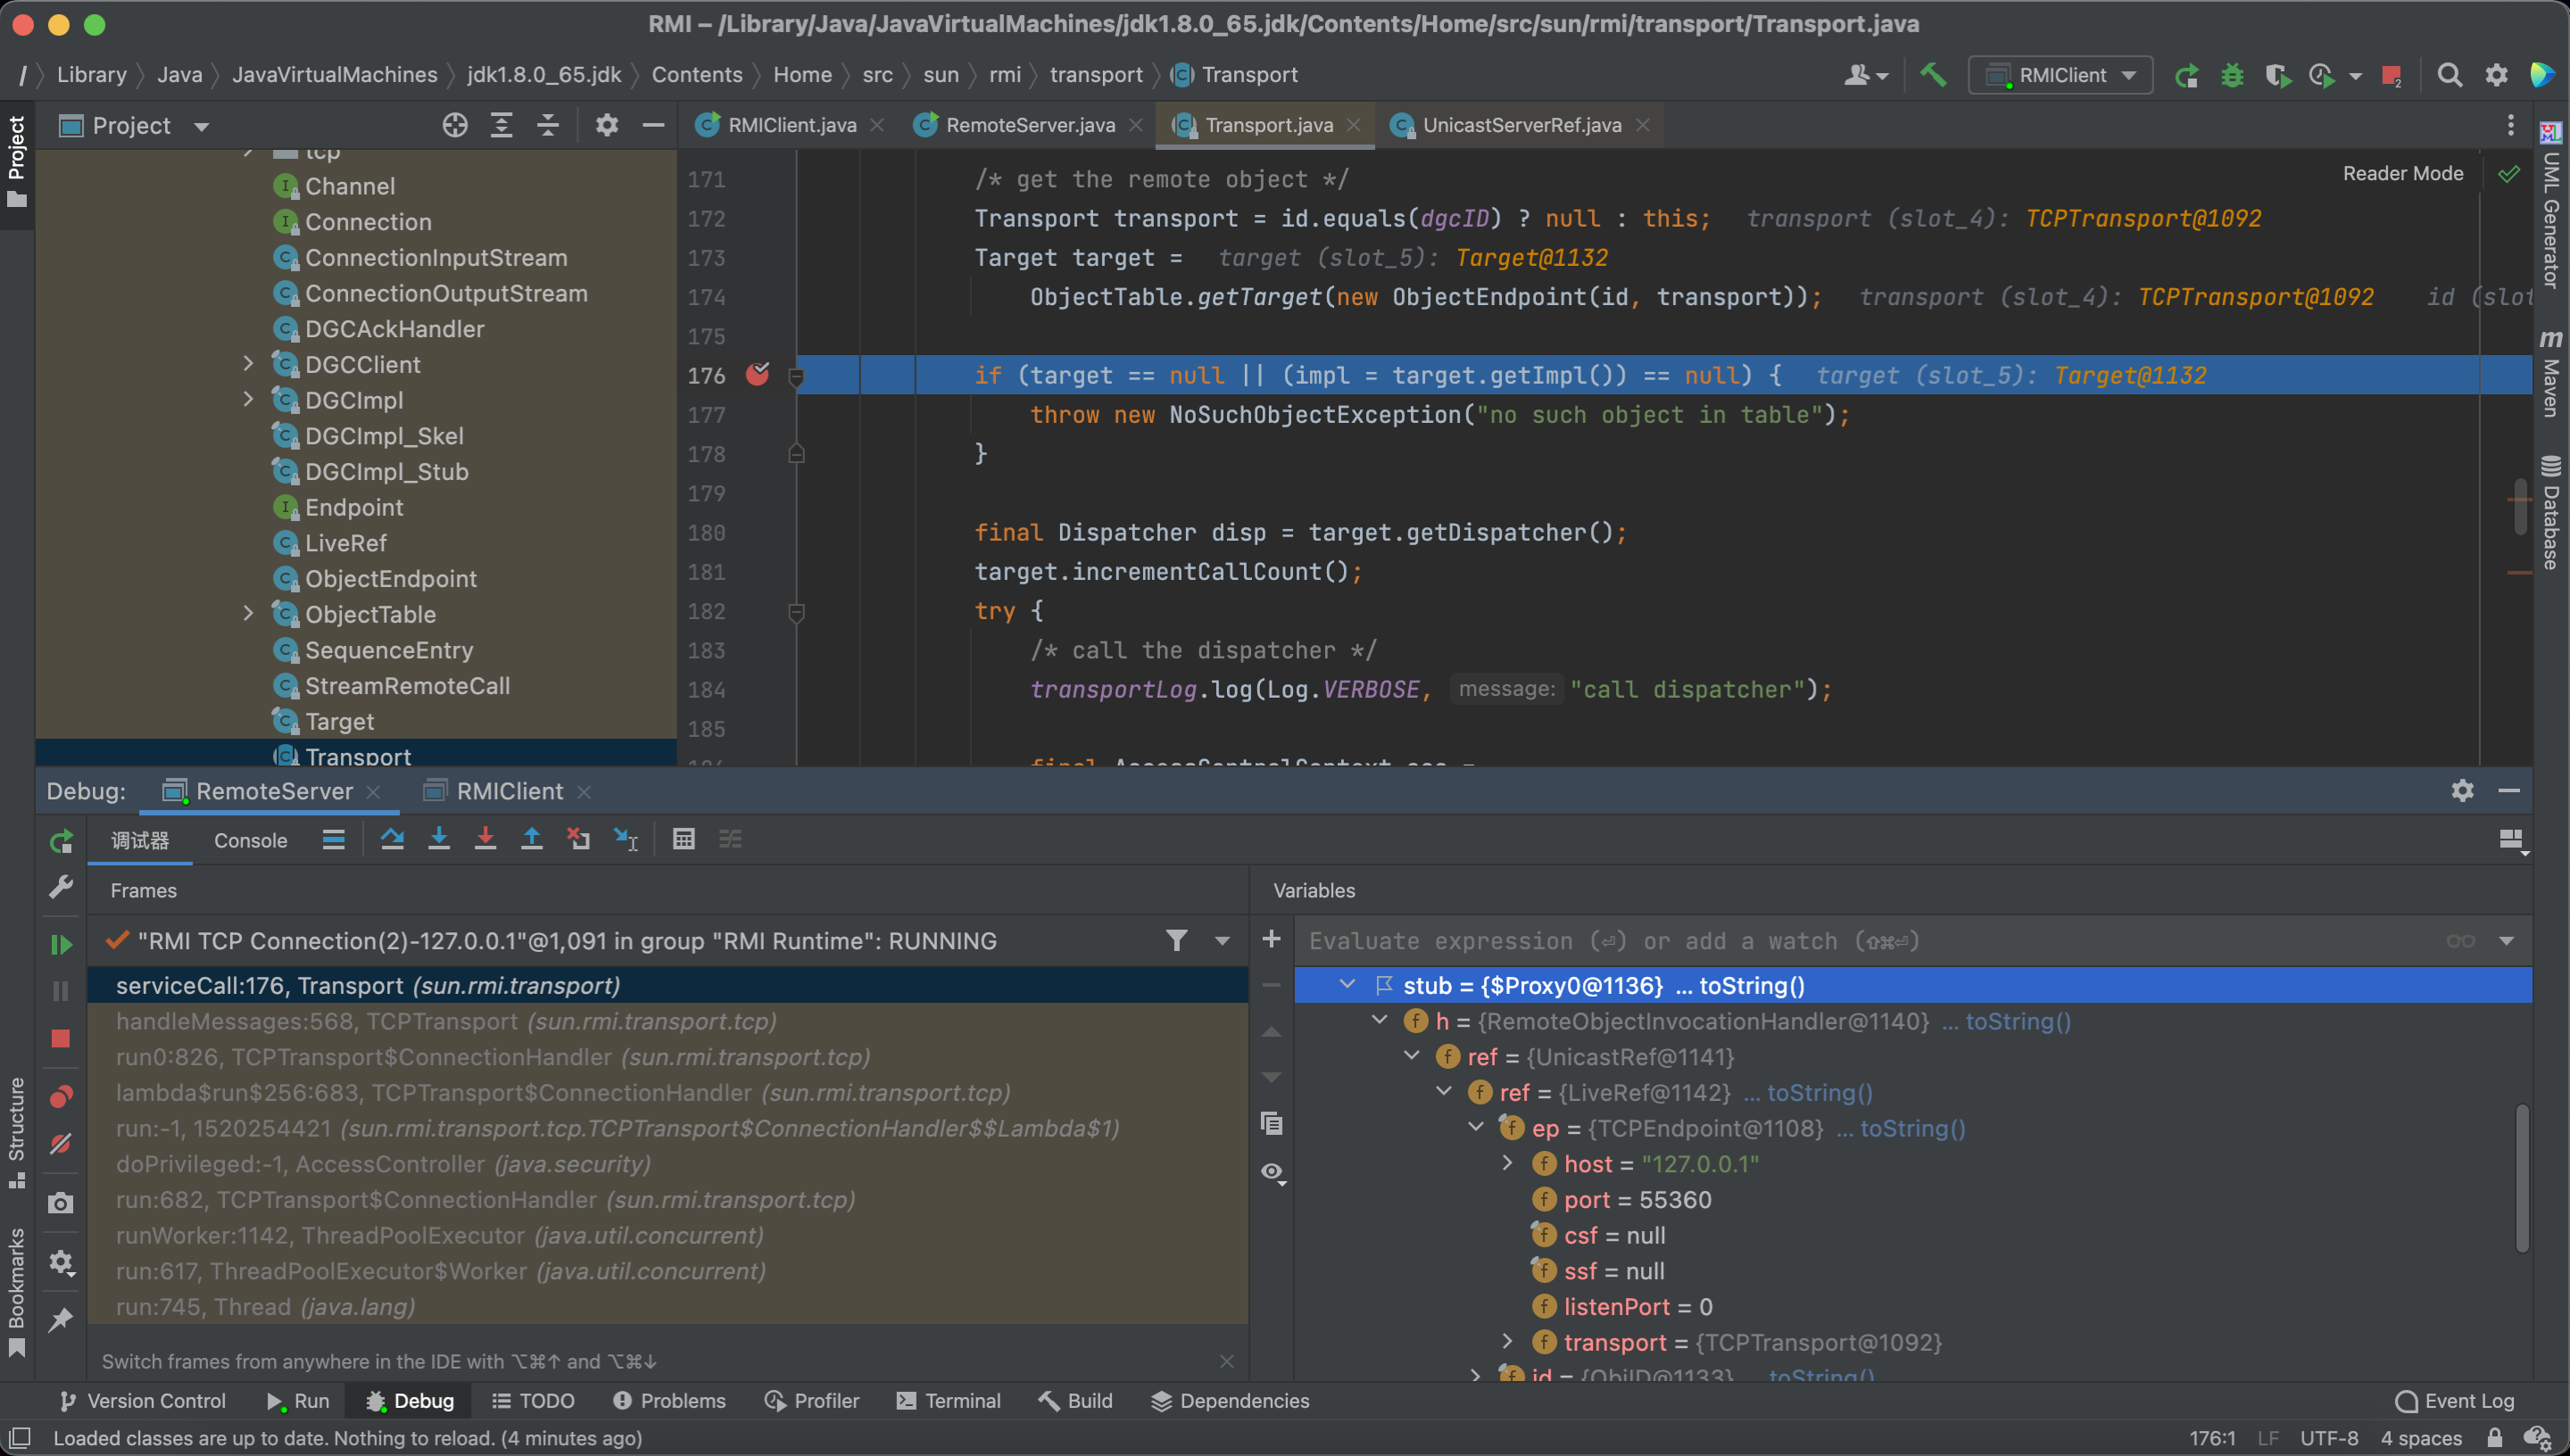 RMI – /Library/Java/JavaVirtualMachines/jdk1.8.0_65.jdk/Contents/Home/src/sun/rmi/transport/Transport.java
/ Library Java JavaVirtualMachines jdk1.8.0_65.jdk Contents Home src sun rmi transport Transport
RMIClient
Project
Project
RMIClient.java RemoteServer.java Transport.java UnicastServerRef.java
tcp
Channel
Connection
ConnectionInputStream
ConnectionOutputStream
DGCAckHandler
DGCClient
DGCImpl
DGCImpl_Skel
DGCImpl_Stub
Endpoint
LiveRef
ObjectEndpoint
ObjectTable
SequenceEntry
StreamRemoteCall
Target
Transport
Reader Mode
171 /* get the remote object */
172 Transport transport = id.equals(dgcID) ? null : this; transport (slot_4): TCPTransport@1092
173 Target target = target (slot_5): Target@1132
174 ObjectTable.getTarget(new ObjectEndpoint(id, transport)); transport (slot_4): TCPTransport@1092 id (slot
175
176 if (target == null || (impl = target.getImpl()) == null) { target (slot_5): Target@1132
177 throw new NoSuchObjectException("no such object in table");
178 }
179
180 final Dispatcher disp = target.getDispatcher();
181 target.incrementCallCount();
182 try {
183 /* call the dispatcher */
184 transportLog.log(Log.VERBOSE, message: "call dispatcher");
185
final AccessControlContext acc =
UML Generator
Maven
Database
Debug: RemoteServer RMIClient
调试器 Console
Frames
"RMI TCP Connection(2)-127.0.0.1"@1,091 in group "RMI Runtime": RUNNING
serviceCall:176, Transport (sun.rmi.transport)
handleMessages:568, TCPTransport (sun.rmi.transport.tcp)
run0:826, TCPTransport$ConnectionHandler (sun.rmi.transport.tcp)
lambda$run$256:683, TCPTransport$ConnectionHandler (sun.rmi.transport.tcp)
run:-1, 1520254421 (sun.rmi.transport.tcp.TCPTransport$ConnectionHandler$$Lambda$1)
doPrivileged:-1, AccessController (java.security)
run:682, TCPTransport$ConnectionHandler (sun.rmi.transport.tcp)
runWorker:1142, ThreadPoolExecutor (java.util.concurrent)
run:617, ThreadPoolExecutor$Worker (java.util.concurrent)
run:745, Thread (java.lang)
Switch frames from anywhere in the IDE with ⌥⌘↑ and ⌥⌘↓
Variables
Evaluate expression (⏎) or add a watch (⇧⌘⏎)
stub = {$Proxy0@1136} ... toString()
h = {RemoteObjectInvocationHandler@1140} ... toString()
ref = {UnicastRef@1141}
ref = {LiveRef@1142} ... toString()
ep = {TCPEndpoint@1108} ... toString()
host = "127.0.0.1"
port = 55360
csf = null
ssf = null
listenPort = 0
transport = {TCPTransport@1092}
id = {ObjID@1133} ... toString()
Structure
Bookmarks
Version Control Run Debug TODO Problems Profiler Terminal Build Dependencies Event Log
Loaded classes are up to date. Nothing to reload. (4 minutes ago) 176:1 LF UTF-8 4 spaces